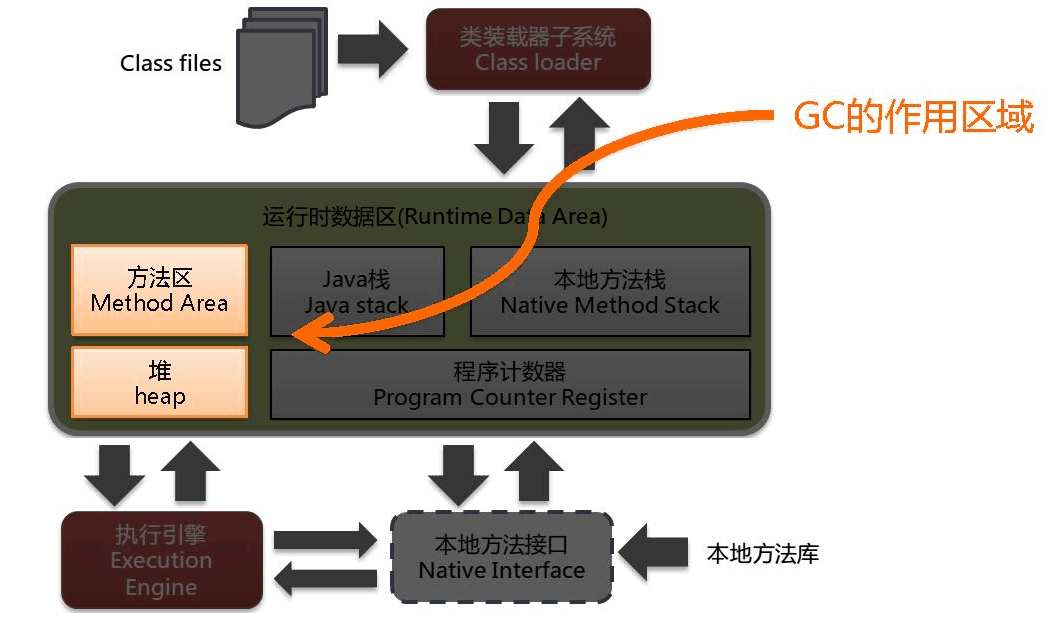 Class files
类装载器子系统
Class loader
GC的作用区域
运行时数据区(Runtime Data Area)
方法区
Method Area
Java栈
Java stack
本地方法栈
Native Method Stack
堆
heap
程序计数器
Program Counter Register
执行引擎
Execution
Engine
本地方法接口
Native Interface
本地方法库